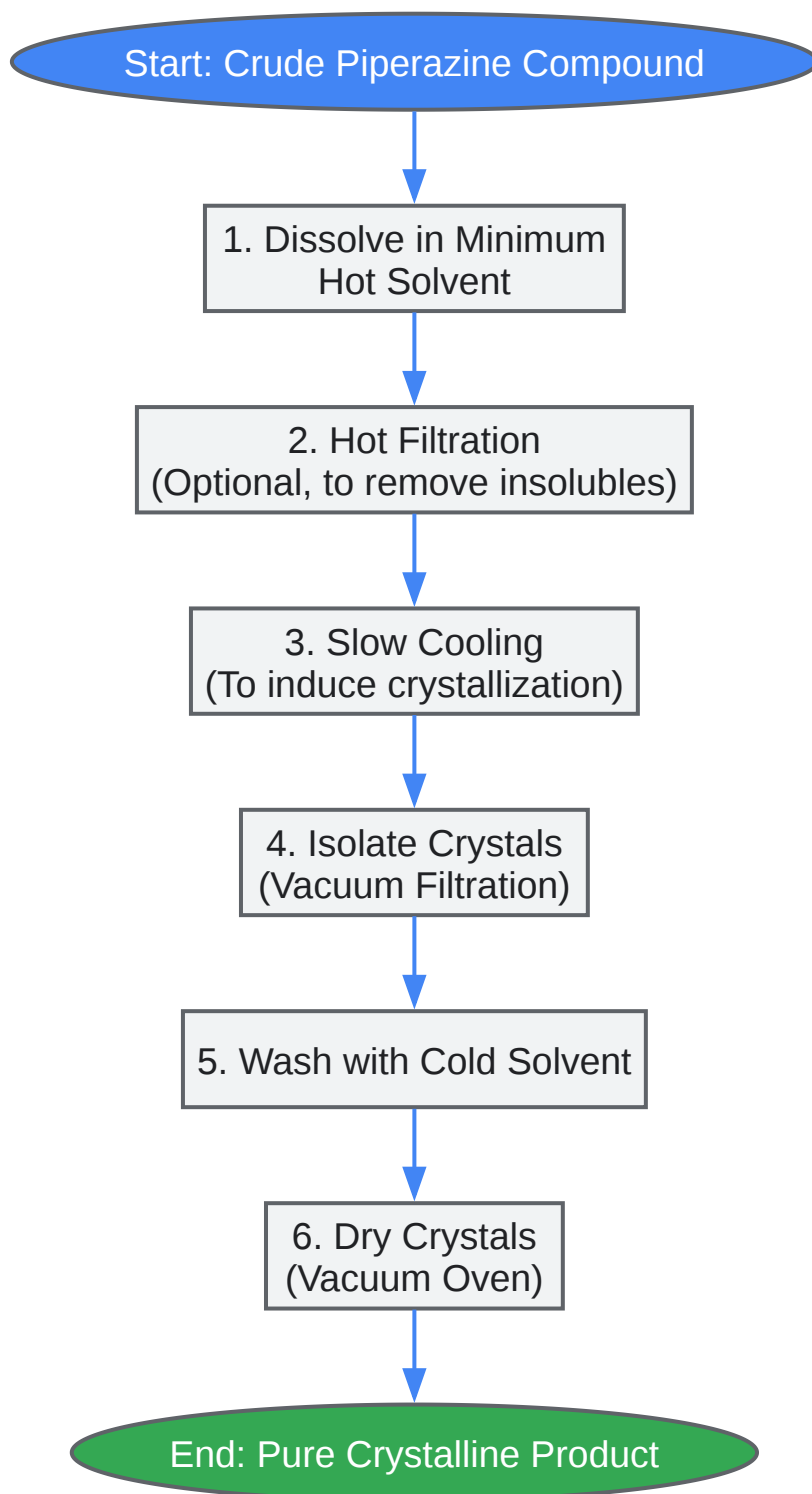 Start: Crude Piperazine Compound
1. Dissolve in Minimum
Hot Solvent
2. Hot Filtration
(Optional, to remove insolubles)
3. Slow Cooling
(To induce crystallization)
4. Isolate Crystals
(Vacuum Filtration)
5. Wash with Cold Solvent
6. Dry Crystals
(Vacuum Oven)
End: Pure Crystalline Product